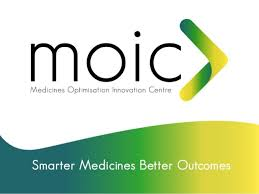 moic
Medicines Optimisation Innovation Centre
Smarter Medicines Better Outcomes